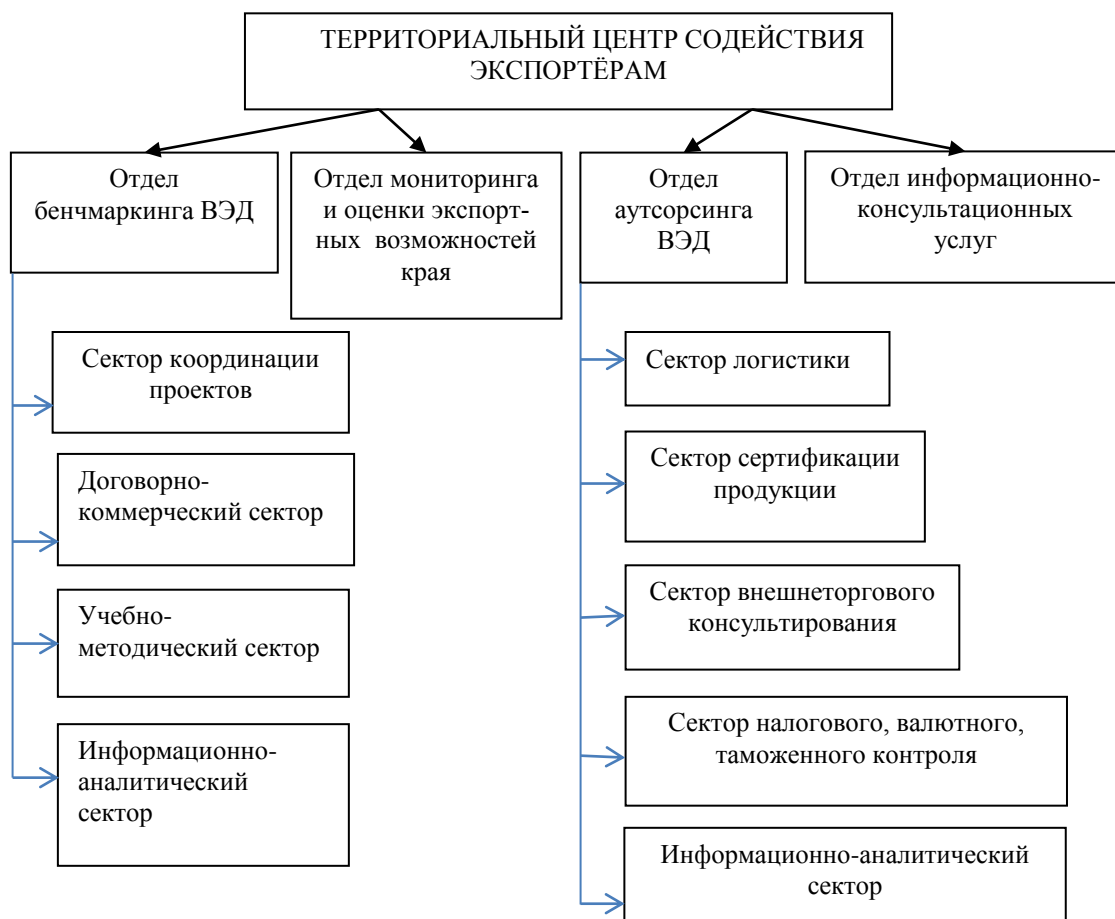 ТЕРРИТОРИАЛЬНЫЙ ЦЕНТР СОДЕЙСТВИЯ
ЭКСПОРТЁРАМ
Отдел
бенчмаркинга ВЭД
Отдел мониторинга
и оценки экспорт-
ных возможностей
края
Отдел
аутсорсинга
ВЭД
Отдел информационно-
консультационных
услуг
Сектор координации
проектов
Договорно-
коммерческий сектор
Учебно-
методический сектор
Информационно-
аналитический
сектор
Сектор логистики
Сектор сертификации
продукции
Сектор внешнеторгового
консультирования
Сектор налогового, валютного,
таможенного контроля
Информационно-аналитический
сектор